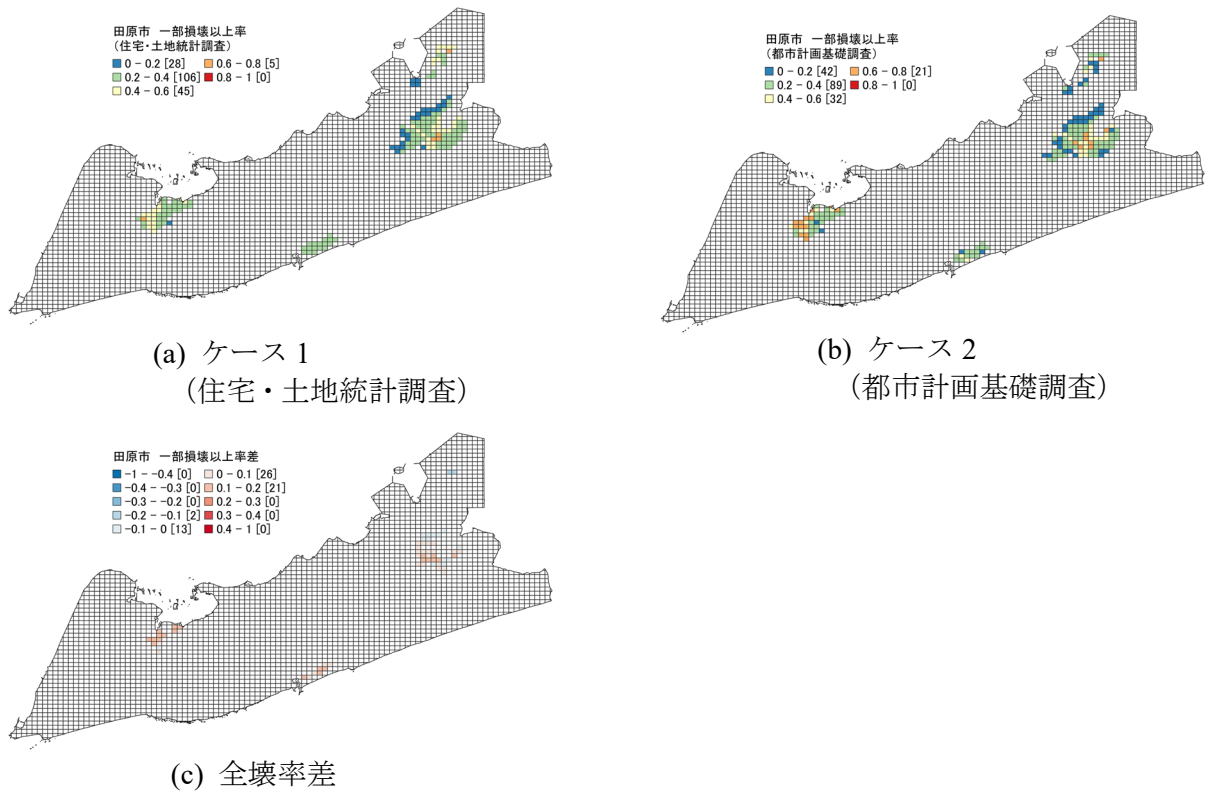 田原市 一部損壊以上率
(住宅・土地統計調査)
0 - 0.2 [28] 0.6 - 0.8 [5]
0.2 - 0.4 [106] 0.8 - 1 [0]
0.4 - 0.6 [45]
(a) ケース 1
（住宅・土地統計調査）
田原市 一部損壊以上率
(都市計画基礎調査)
0 - 0.2 [42] 0.6 - 0.8 [21]
0.2 - 0.4 [89] 0.8 - 1 [0]
0.4 - 0.6 [32]
(b) ケース 2
（都市計画基礎調査）
田原市 一部損壊以上率差
-1 - -0.4 [0] 0 - 0.1 [26]
-0.4 - -0.3 [0] 0.1 - 0.2 [21]
-0.3 - -0.2 [0] 0.2 - 0.3 [0]
-0.2 - -0.1 [2] 0.3 - 0.4 [0]
-0.1 - 0 [13] 0.4 - 1 [0]
(c) 全壊率差